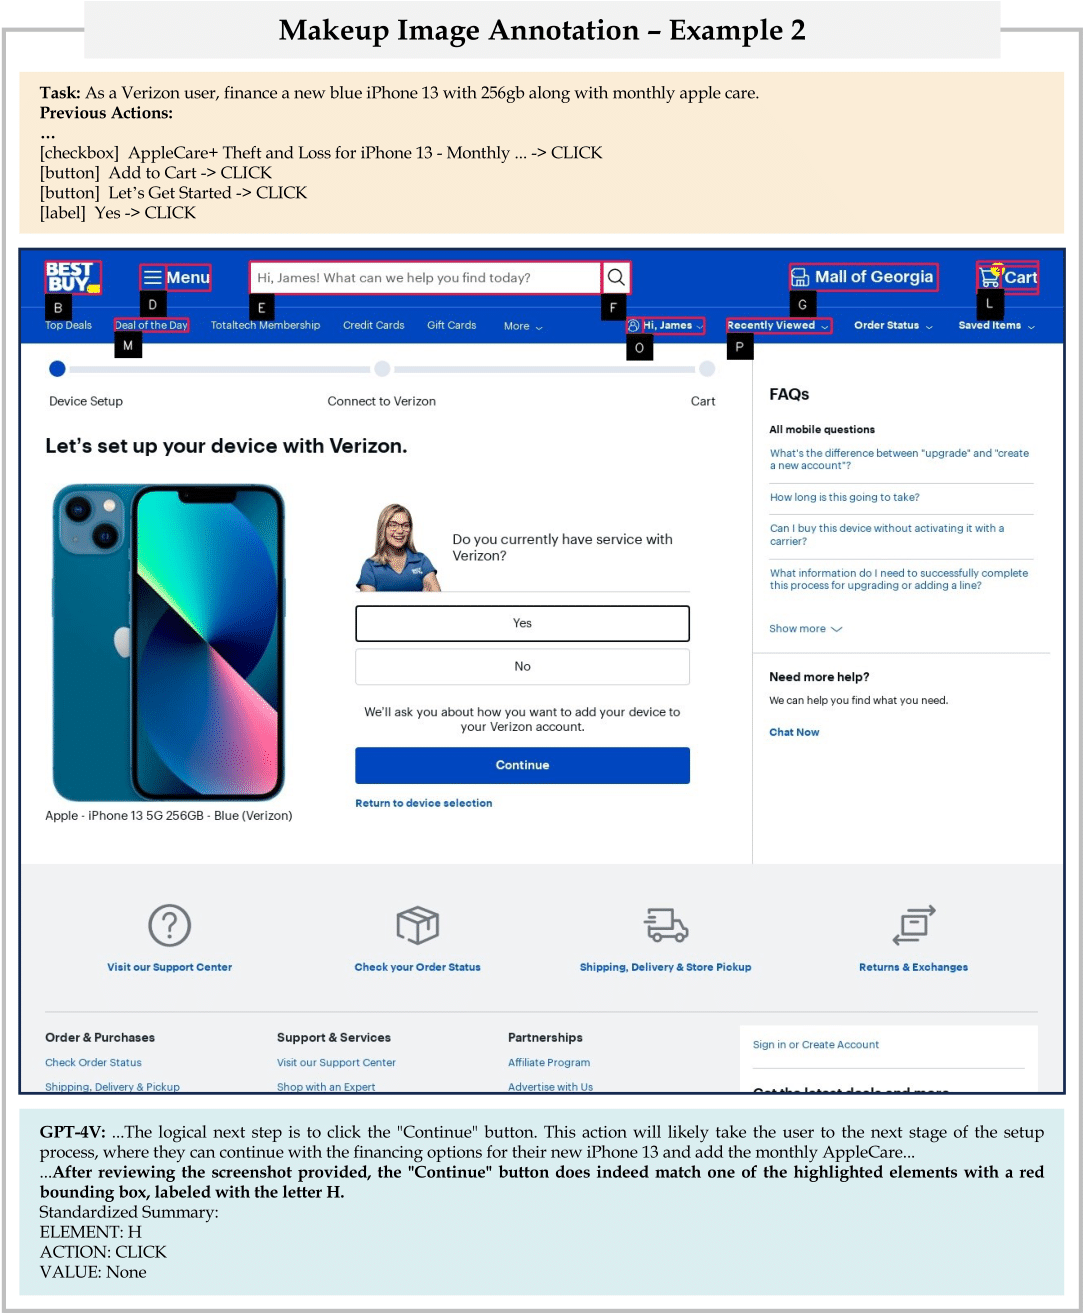 Makeup Image Annotation – Example 2
Task: As a Verizon user, finance a new blue iPhone 13 with 256gb along with monthly apple care.
Previous Actions:
...
[checkbox]  AppleCare+ Theft and Loss for iPhone 13 - Monthly ... -> CLICK
[button]  Add to Cart -> CLICK
[button]  Let's Get Started -> CLICK
[label]  Yes -> CLICK
BEST BUY
Menu
Hi, James! What can we help you find today?
Mall of Georgia
Cart
B
D
E
F
G
L
Top Deals
Deal of the Day
Totaltech Membership
Credit Cards
Gift Cards
More
Hi, James
Recently Viewed
Order Status
Saved Items
M
O
P
Device Setup
Connect to Verizon
Cart
Let's set up your device with Verizon.
Do you currently have service with
Verizon?
Yes
No
We'll ask you about how you want to add your device to
your Verizon account.
Continue
Return to device selection
Apple - iPhone 13 5G 256GB - Blue (Verizon)
FAQs
All mobile questions
What's the difference between "upgrade" and "create
a new account"?
How long is this going to take?
Can I buy this device without activating it with a
carrier?
What information do I need to successfully complete
this process for upgrading or adding a line?
Show more
Need more help?
We can help you find what you need.
Chat Now
Visit our Support Center
Check your Order Status
Shipping, Delivery & Store Pickup
Returns & Exchanges
Order & Purchases
Check Order Status
Shipping, Delivery & Pickup
Support & Services
Visit our Support Center
Shop with an Expert
Partnerships
Affiliate Program
Advertise with Us
Sign in or Create Account
Get the latest deals and more
GPT-4V: ...The logical next step is to click the "Continue" button. This action will likely take the user to the next stage of the setup
process, where they can continue with the financing options for their new iPhone 13 and add the monthly AppleCare...
...After reviewing the screenshot provided, the "Continue" button does indeed match one of the highlighted elements with a red
bounding box, labeled with the letter H.
Standardized Summary:
ELEMENT: H
ACTION: CLICK
VALUE: None